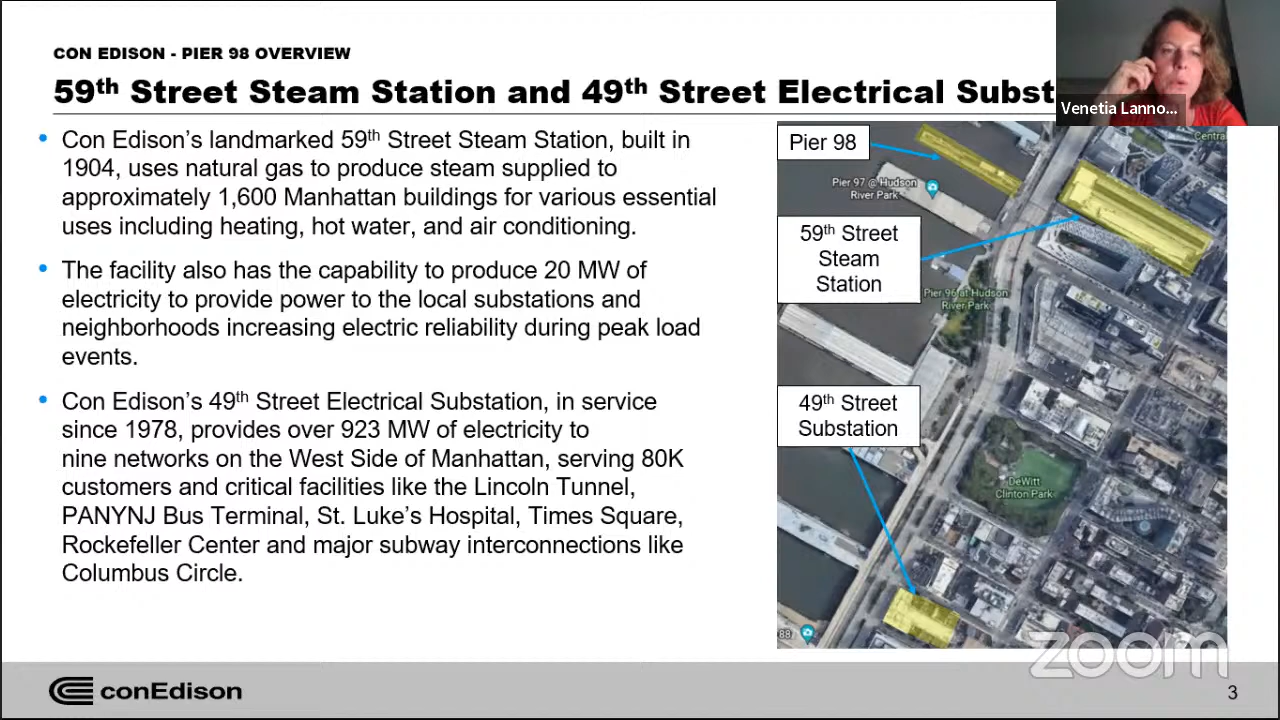 CON EDISON - PIER 98 OVERVIEW
59th Street Steam Station and 49th Street Electrical Subst
Venetia Lanno...
• Con Edison's landmarked 59th Street Steam Station, built in
1904, uses natural gas to produce steam supplied to
approximately 1,600 Manhattan buildings for various essential
uses including heating, hot water, and air conditioning.
• The facility also has the capability to produce 20 MW of
electricity to provide power to the local substations and
neighborhoods increasing electric reliability during peak load
events.
• Con Edison's 49th Street Electrical Substation, in service
since 1978, provides over 923 MW of electricity to
nine networks on the West Side of Manhattan, serving 80K
customers and critical facilities like the Lincoln Tunnel,
PANYNJ Bus Terminal, St. Luke's Hospital, Times Square,
Rockefeller Center and major subway interconnections like
Columbus Circle.
Pier 98
Central
Pier 97 @ Hudson
River Park
59th Street
Steam
Station
Pier 96 at Hudson
River Park
49th Street
Substation
DeWitt
Clinton Park
88
zoom
conEdison
3